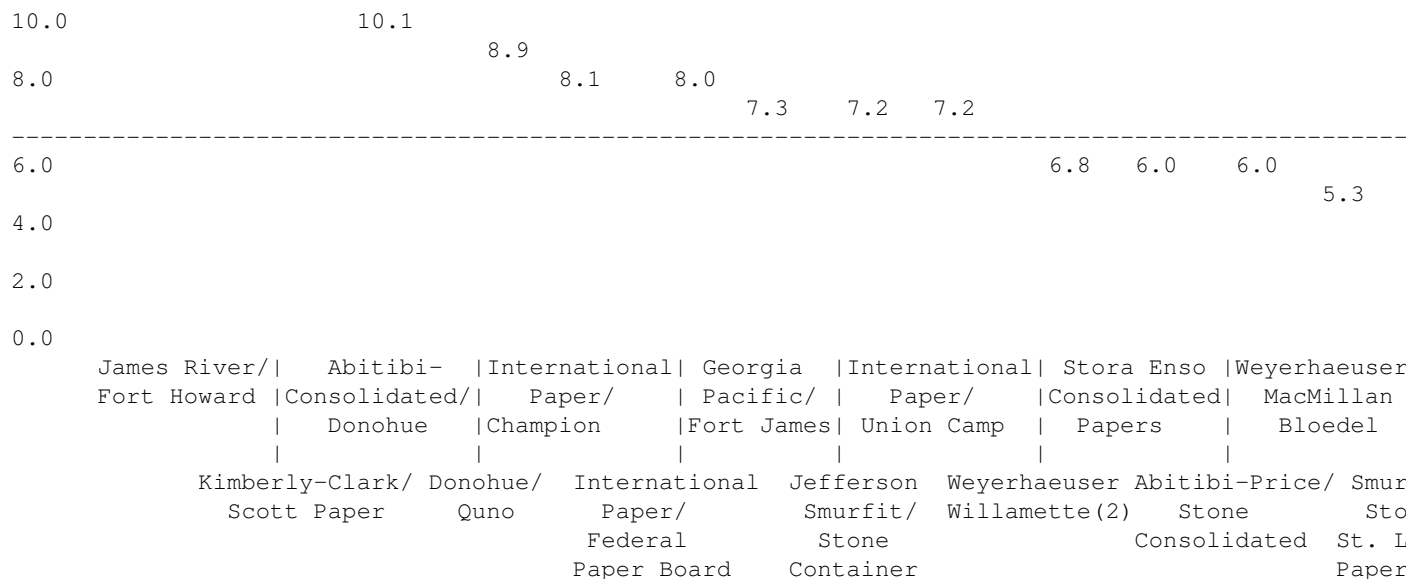 10.0 10.1
8.9
8.0 8.1 8.0
7.3 7.2 7.2
6.0 6.8 6.0 6.0
5.3
4.0
2.0
0.0
James River/| Abitibi- |International| Georgia |International| Stora Enso |Weyerhaeuser
Fort Howard |Consolidated/| Paper/ | Pacific/ | Paper/ |Consolidated| MacMillan
| Donohue |Champion |Fort James| Union Camp | Papers | Bloedel
| | | | | |
Kimberly-Clark/ Donohue/ International Jefferson Weyerhaeuser Abitibi-Price/ Smur
Scott Paper Quno Paper/ Smurfit/ Willamette(2) Stone Sto
Federal Stone Consolidated St. L
Paper Board Container Paper